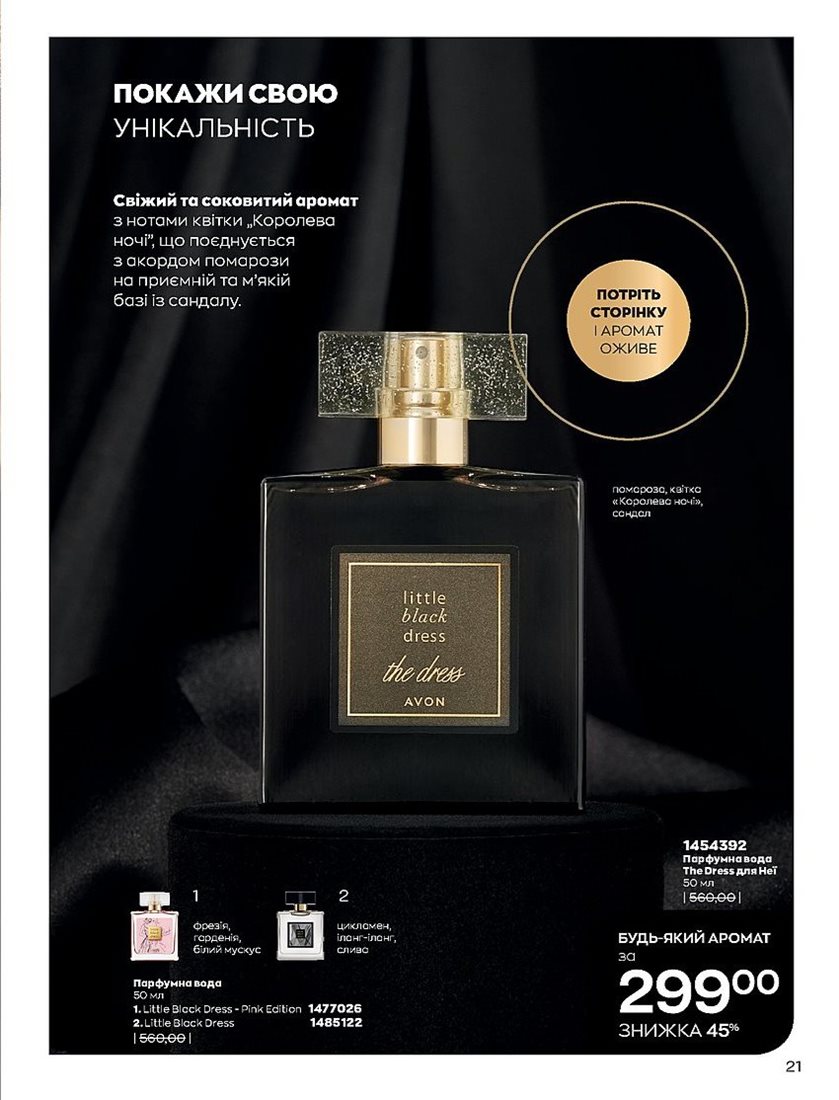 ПОКАЖИ СВОЮ
УНІКАЛЬНІСТЬ
Свіжий та соковитий аромат
з нотами квітки „Королева
ночі”, що поєднується
з акордом помарози
на приємній та м’якій
базі із сандалу.
ПОТРІТЬ
СТОРІНКУ
І АРОМАТ
ОЖИВЕ
помароза, квітка
«Королева ночі»,
сандал
little
black
dress
the dress
AVON
1454392
Парфумна вода
The Dress для Неї
50 мл
| 560,00 |
1
фрезія,
гарденія,
білий мускус
2
цикламен,
іланг-іланг,
слива
Парфумна вода
50 мл
1. Little Black Dress - Pink Edition 1477026
2. Little Black Dress 1485122
| 560,00 |
БУДЬ-ЯКИЙ АРОМАТ
за
29900
ЗНИЖКА 45%
21